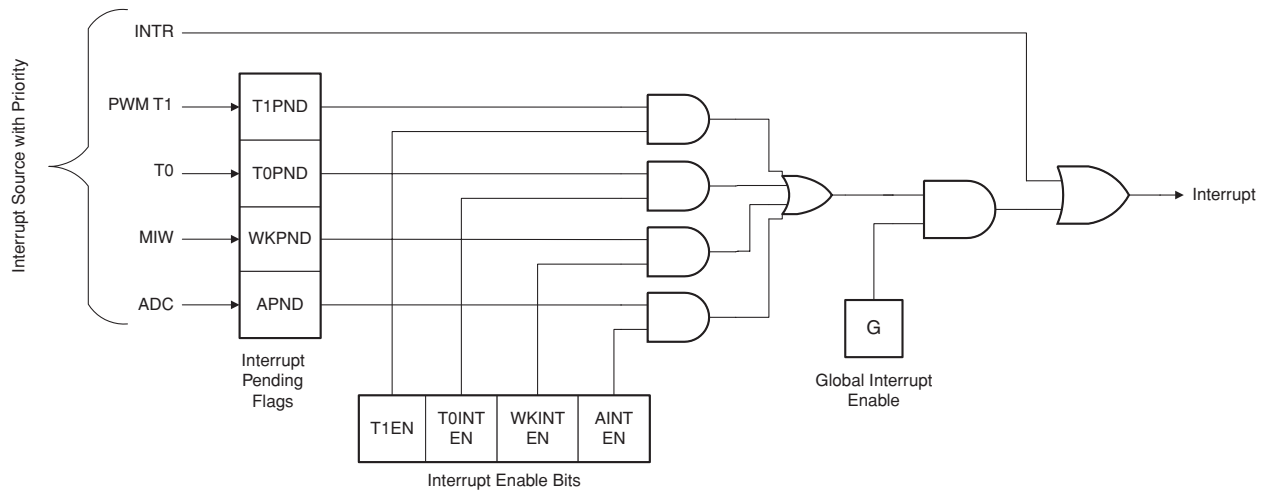 Interrupt Source with Priority
INTR
PWM T1
T0
MIW
ADC
T1PND
T0PND
WKPND
APND
Interrupt
Pending
Flags
T1EN
T0INT
EN
WKINT
EN
AINT
EN
Interrupt Enable Bits
G
Global Interrupt
Enable
Interrupt